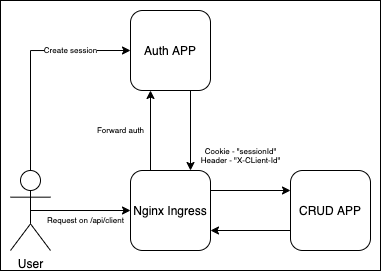 Create session
Auth APP
Forward auth
Cookie - "sessionId"
Header - "X-CLient-Id"
Request on /api/client
Nginx Ingress
CRUD APP
User